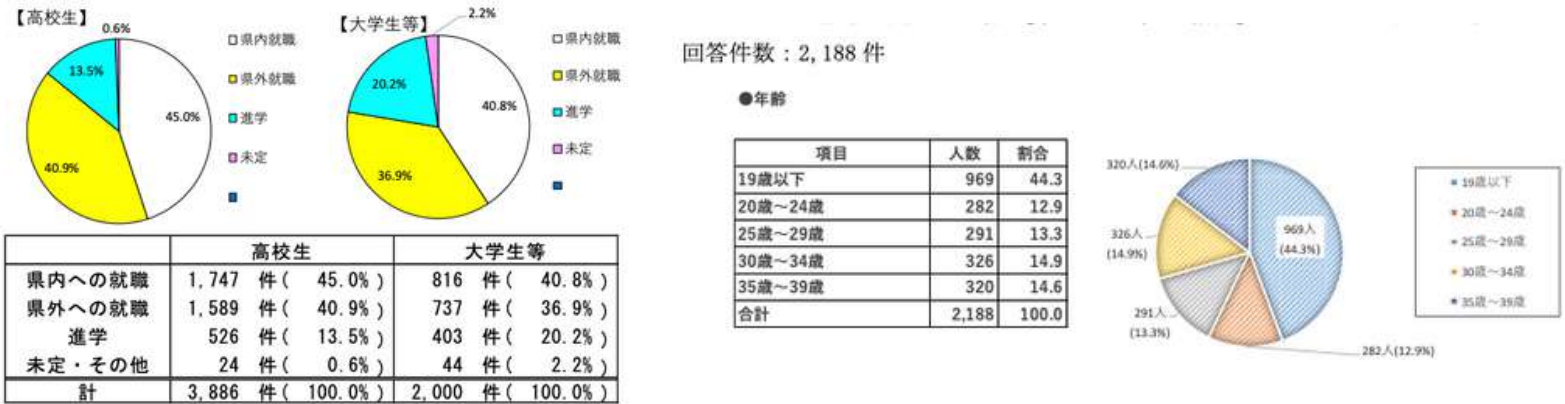 【高校生】
0.6%
13.5%
45.0%
40.9%
□県内就職
■県外就職
■進学
■未定
【大学生等】
2.2%
20.2%
40.8%
36.9%
□県内就職
■県外就職
■進学
■未定
高校生 大学生等
県内への就職 1,747 件( 45.0%) 816 件( 40.8%)
県外への就職 1,589 件( 40.9%) 737 件( 36.9%)
進学 526 件( 13.5%) 403 件( 20.2%)
未定・その他 24 件( 0.6%) 44 件( 2.2%)
計 3,886 件( 100.0%) 2,000 件( 100.0%)
回答件数：2,188 件
●年齢
項目 人数 割合
19歳以下 969 44.3
20歳～24歳 282 12.9
25歳～29歳 291 13.3
30歳～34歳 326 14.9
35歳～39歳 320 14.6
合計 2,188 100.0
320人(14.6%)
969人
(44.3%)
326人
(14.9%)
291人
(13.3%)
282人(12.9%)
19歳以下
20歳～24歳
25歳～29歳
30歳～34歳
35歳～39歳